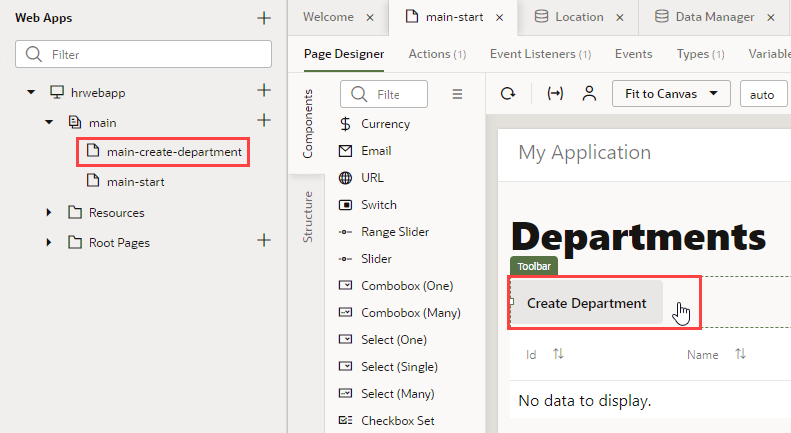 Web Apps
Filter
hrwebapp
main
main-create-department
main-start
Resources
Root Pages
Welcome
main-start
Location
Data Manager
Page Designer
Actions (1)
Event Listeners (1)
Events
Types (1)
Variable
Components
Structure
Filte
Fit to Canvas
auto
Currency
Email
URL
Switch
Range Slider
Slider
Combobox (One)
Combobox (Many)
Select (One)
Select (Single)
Select (Many)
Checkbox Set
My Application
Departments
Toolbar
Create Department
Id
Name
No data to display.